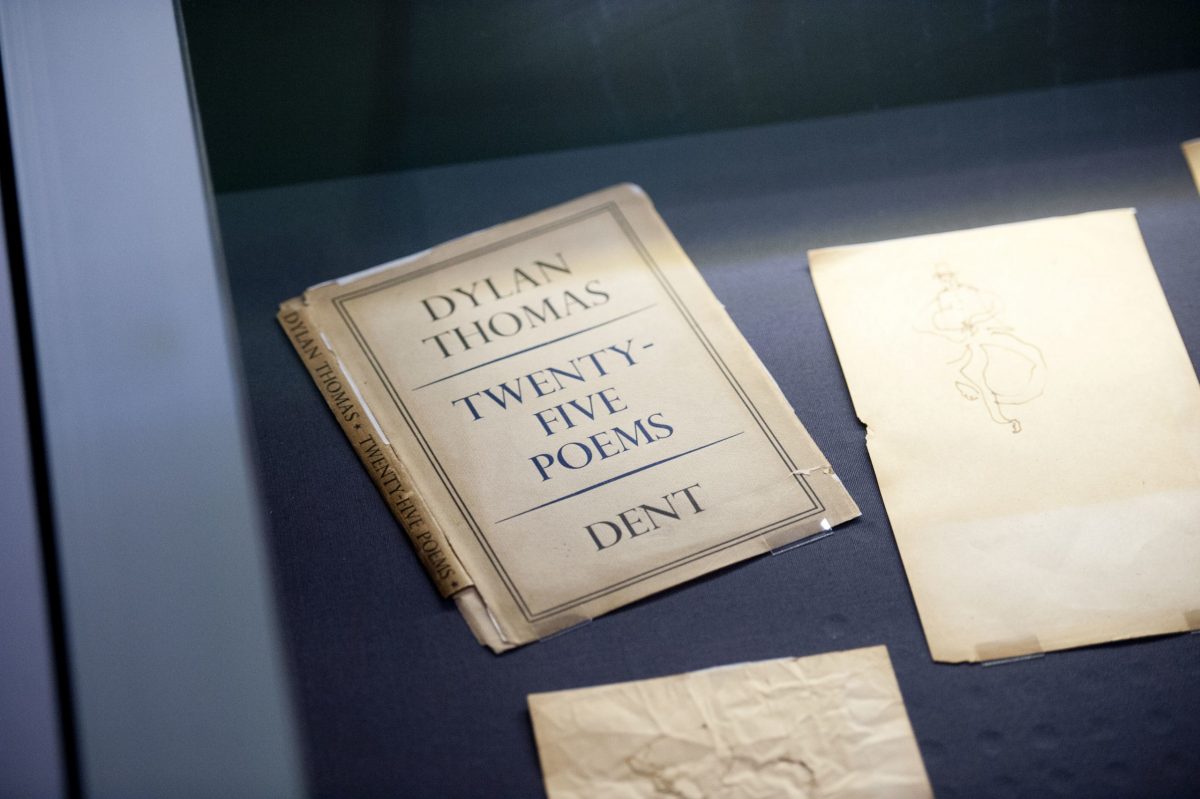 DYLAN
THOMAS
TWENTY-
FIVE
POEMS
DENT
DYLAN THOMAS ★ TWENTY-FIVE POEMS ★